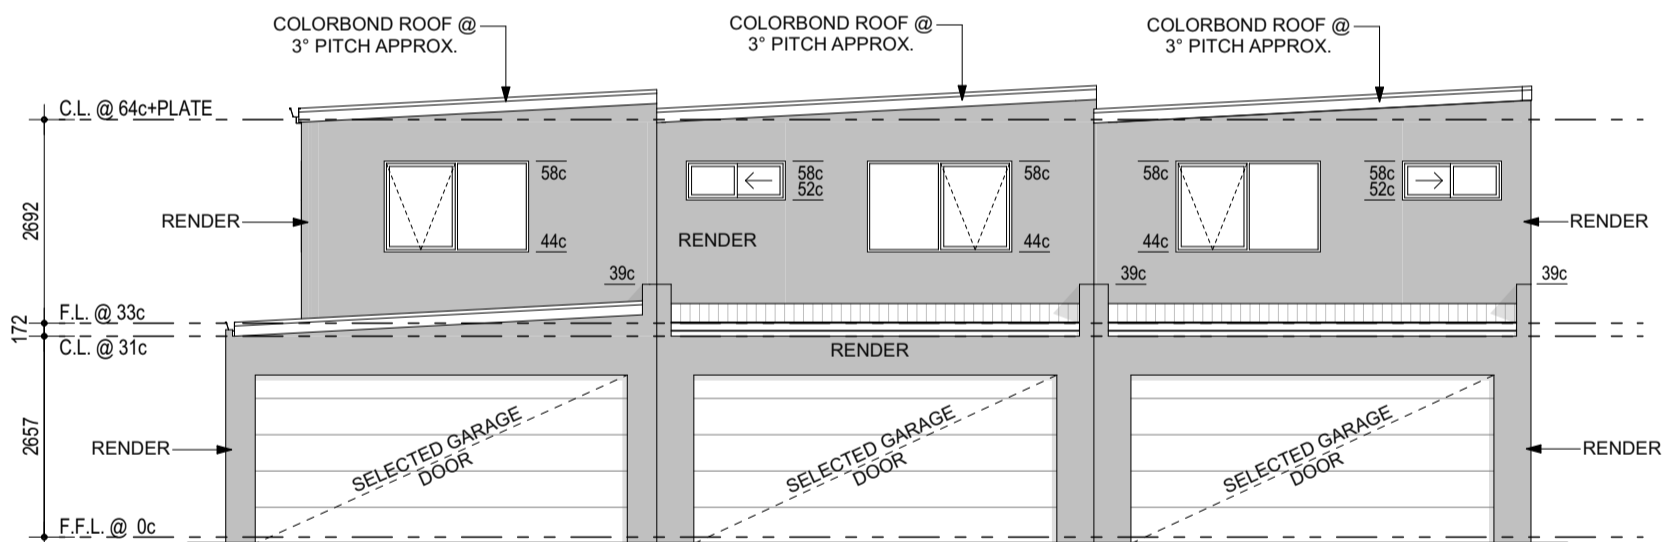 COLORBOND ROOF @
3° PITCH APPROX.
COLORBOND ROOF @
3° PITCH APPROX.
COLORBOND ROOF @
3° PITCH APPROX.
C.L. @ 64c+PLATE
58c
58c
52c
58c
58c
58c
52c
2692
RENDER
RENDER
RENDER
44c
44c
44c
39c
39c
39c
F.L. @ 33c
172
C.L. @ 31c
RENDER
2657
RENDER
SELECTED GARAGE
DOOR
SELECTED GARAGE
DOOR
SELECTED GARAGE
DOOR
RENDER
F.F.L. @ 0c